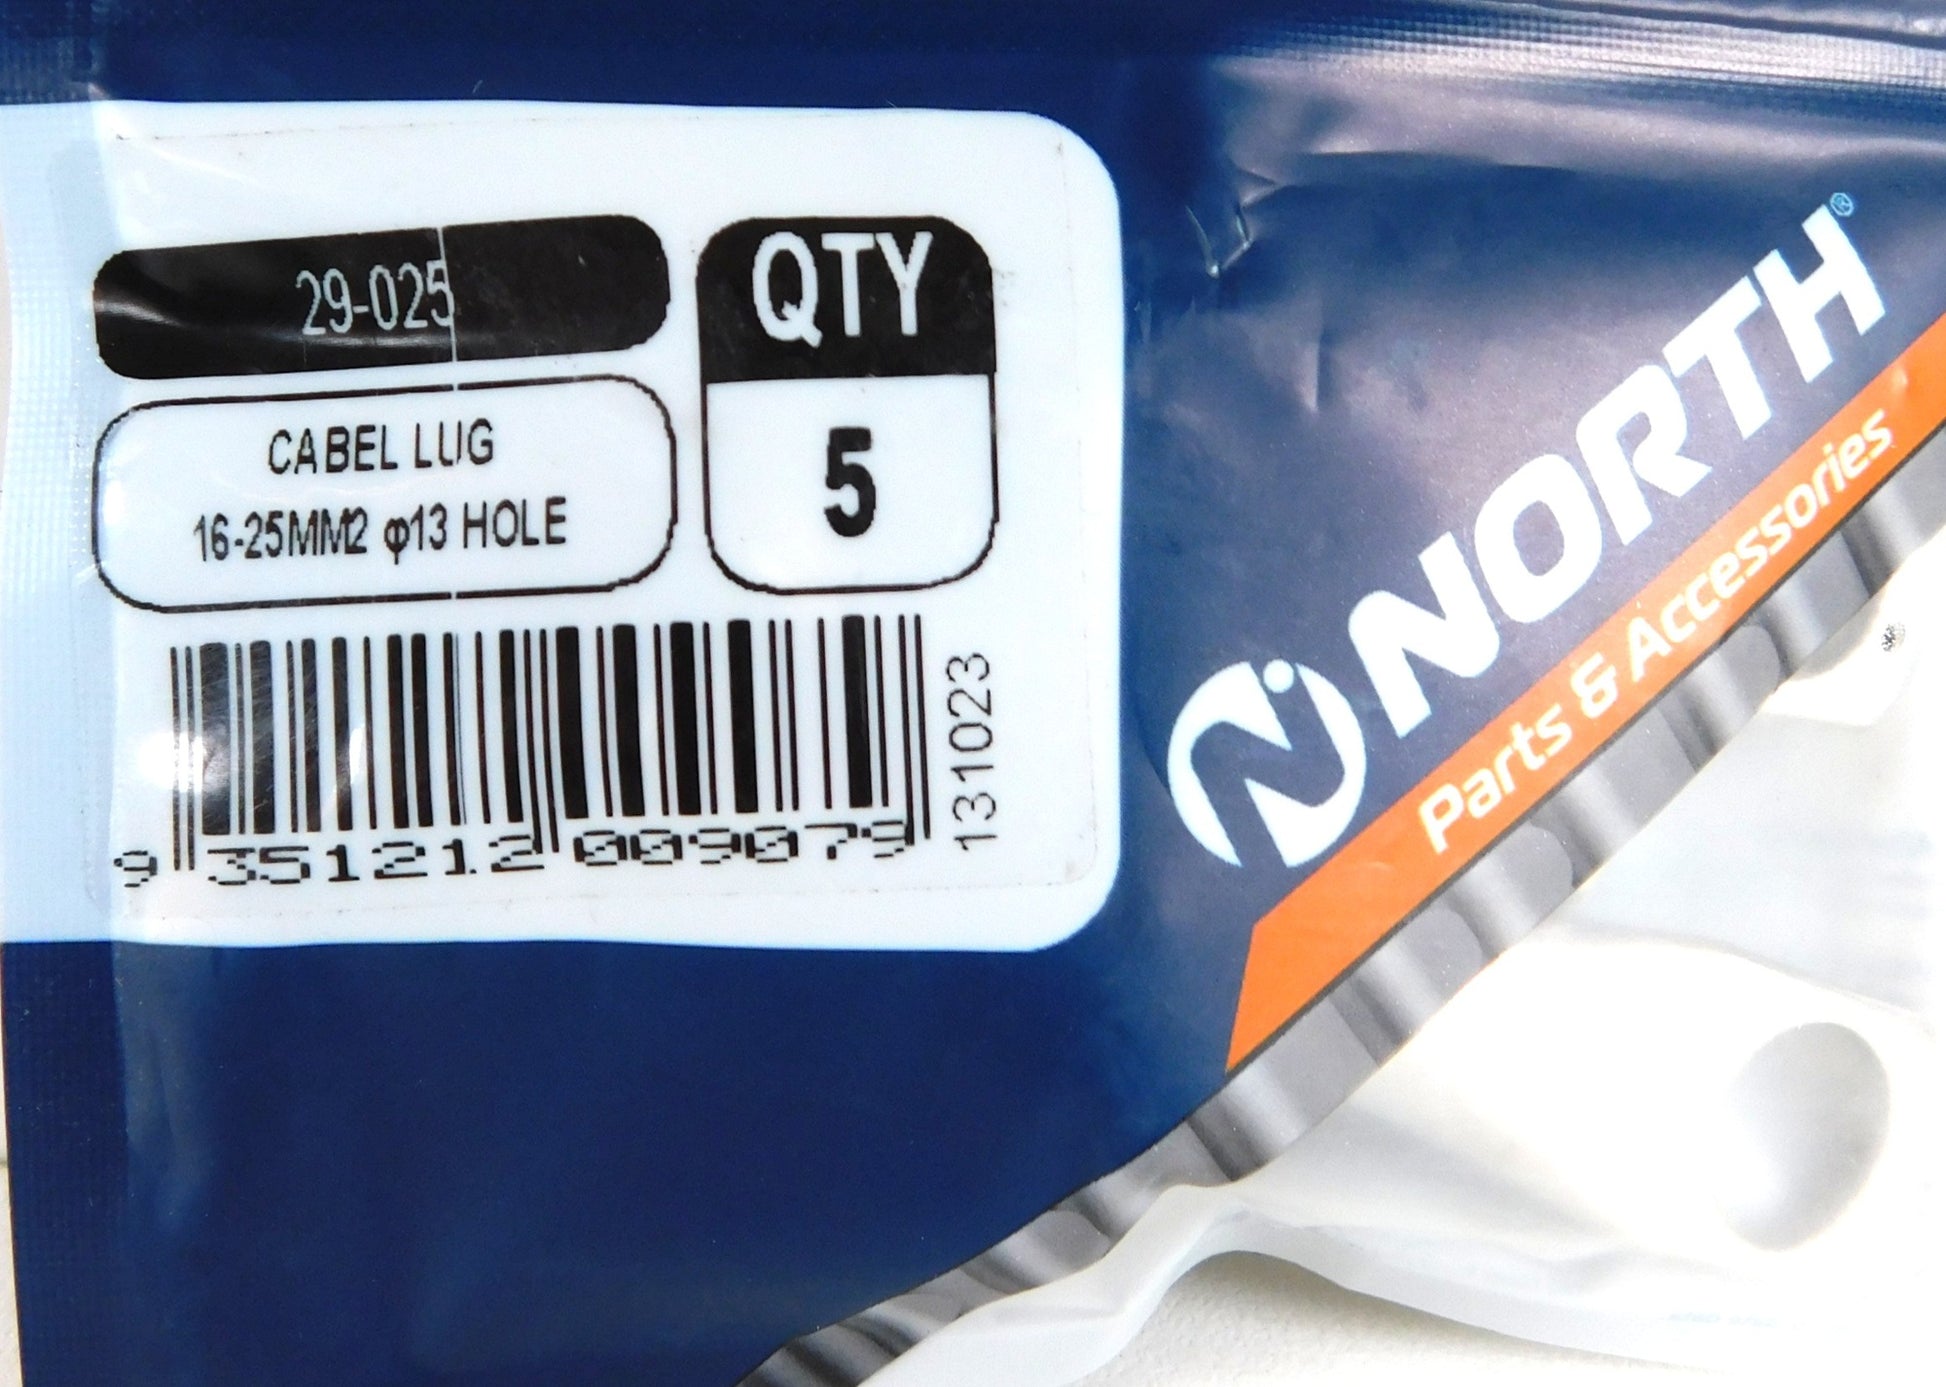 29-025
CABEL LUG
16-25MM2 φ13 HOLE
QTY
5
9 351212 009079
131023
NORTH®
Parts & Accessories